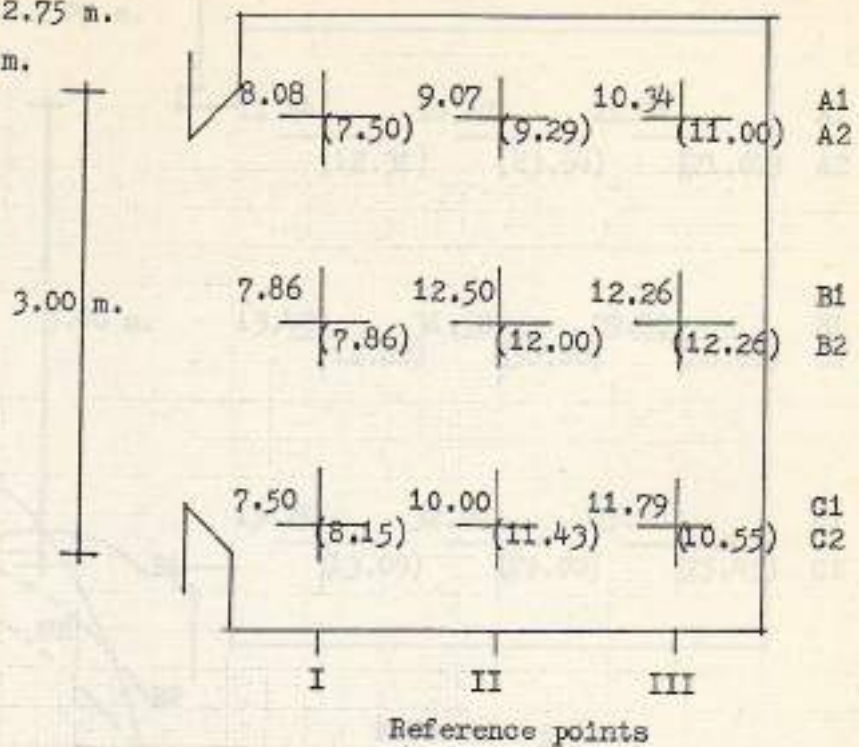 2.75 m.
m.
8.08 9.07 10.34 A1
(7.50) (9.29) (11.00) A2
3.00 m.
7.86 12.50 12.26 B1
(7.86) (12.00) (12.26) B2
7.50 10.00 11.79 C1
(8.15) (11.43) (10.55) C2
I II III
Reference points